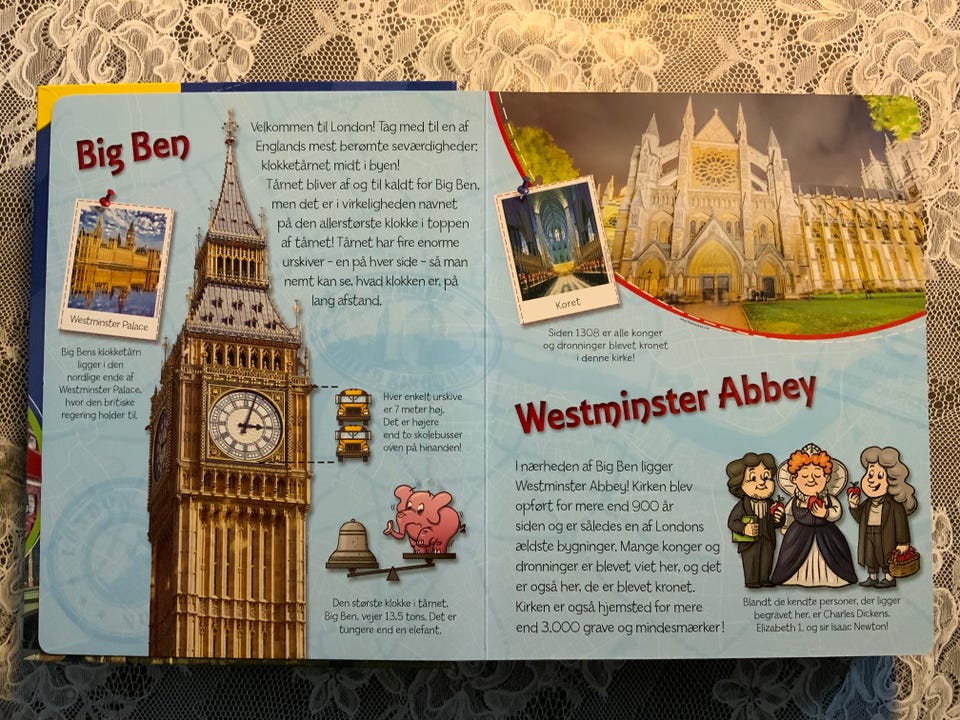 Big Ben
Velkommen til London! Tag med til en af
Englands mest berømte seværdigheder:
klokketårnet midt i byen!
Tårnet bliver af og til kaldt for Big Ben,
men det er i virkeligheden navnet
på den allerstørste klokke i toppen
af tårnet! Tårnet har fire enorme
urskiver – en på hver side – så man
nemt kan se, hvad klokken er, på
lang afstand.
Westminster Palace
Big Bens klokketårn
ligger i den
nordlige ende af
Westminster Palace,
hvor den britiske
regering holder til.
Hver enkelt urskive
er 7 meter høj.
Det er højere
end to skolebusser
oven på hinanden!
Den største klokke i tårnet,
Big Ben, vejer 13,5 tons. Det er
tungere end en elefant.
Koret
Siden 1308 er alle konger
og dronninger blevet kronet
i denne kirke!
Westminster Abbey
I nærheden af Big Ben ligger
Westminster Abbey! Kirken blev
opført for mere end 900 år
siden og er således en af Londons
ældste bygninger. Mange konger og
dronninger er blevet viet her, og det
er også her, de er blevet kronet.
Kirken er også hjemsted for mere
end 3.000 grave og mindesmærker!
Blandt de kendte personer, der ligger
begravet her, er Charles Dickens,
Elizabeth 1. og sir Isaac Newton!